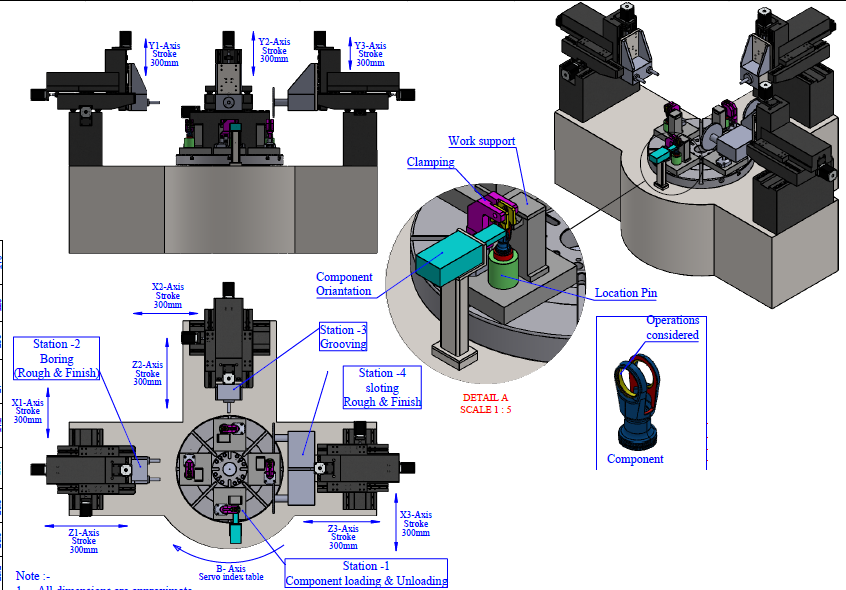 Y1-Axis
Stroke
300mm
Y2-Axis
Stroke
300mm
Y3-Axis
Stroke
300mm
Work support
Clamping
Component
Oriantation
Location Pin
DETAIL A
SCALE 1 : 5
Operations
considered
Component
X2-Axis
Stroke
300mm
Station -3
Grooving
Station -2
Boring
(Rough & Finish)
Z2-Axis
Stroke
300mm
Station -4
sloting
Rough & Finish
X1-Axis
Stroke
300mm
Z1-Axis
Stroke
300mm
Z3-Axis
Stroke
300mm
X3-Axis
Stroke
300mm
B- Axis
Servo index table
Station -1
Component loading & Unloading
Note :-
1. All dimensions are approximate